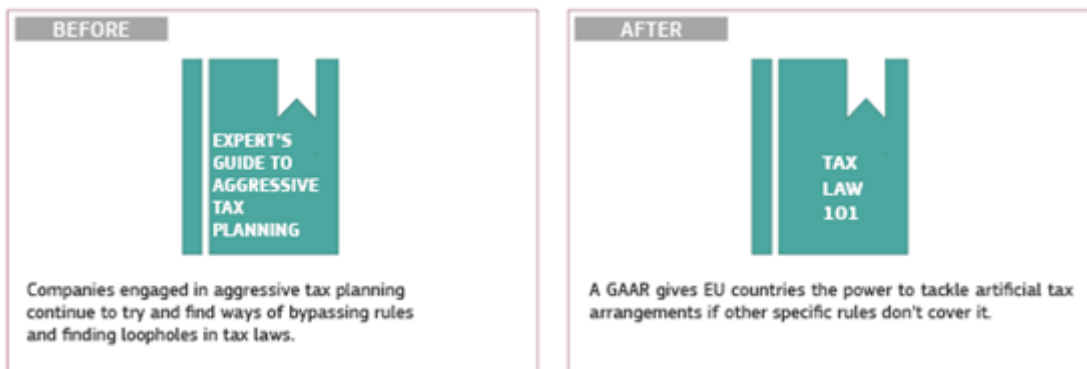 BEFORE
EXPERT'S
GUIDE TO
AGGRESSIVE
TAX
PLANNING
Companies engaged in aggressive tax planning
continue to try and find ways of bypassing rules
and finding loopholes in tax laws.
AFTER
TAX
LAW
101
A GAAR gives EU countries the power to tackle artificial tax
arrangements if other specific rules don't cover it.